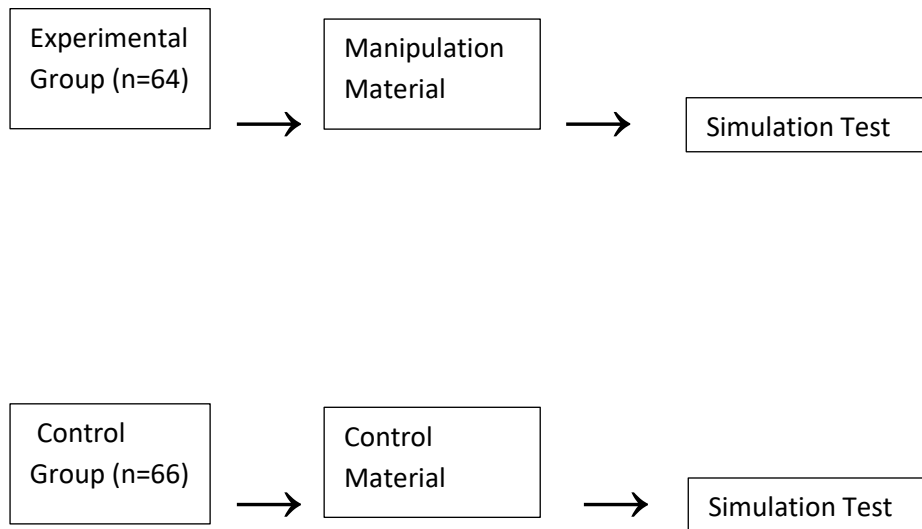 Experimental
Group (n=64)
Manipulation
Material
Simulation Test
Control
Group (n=66)
Control
Material
Simulation Test